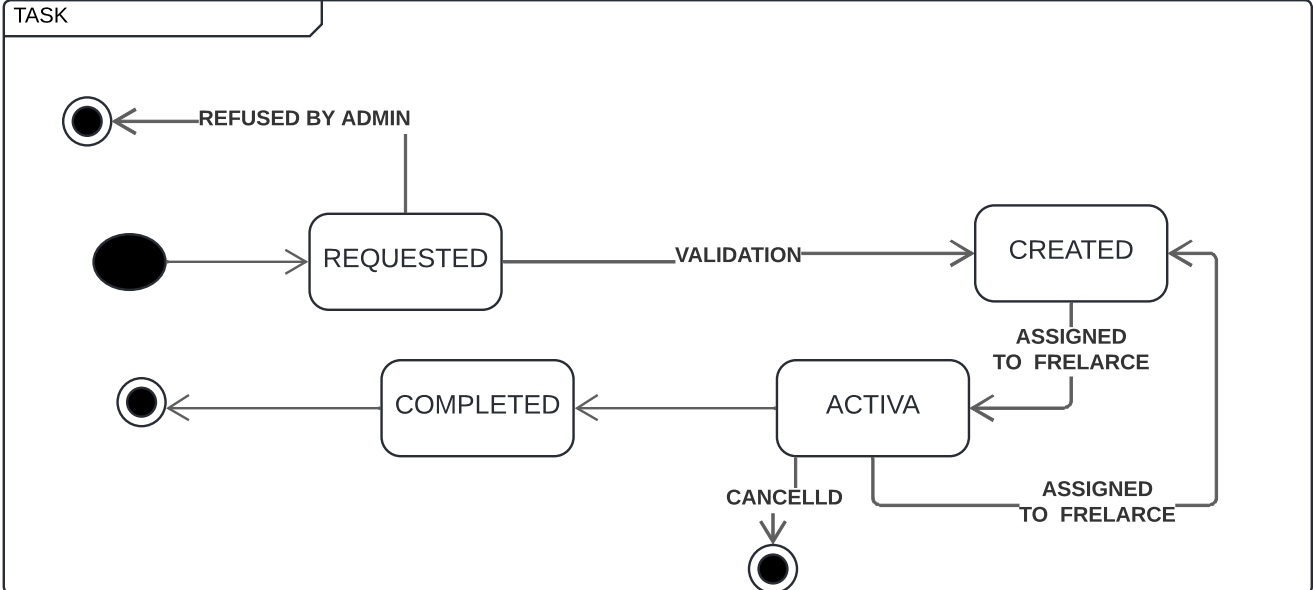 TASK
REFUSED BY ADMIN
REQUESTED
VALIDATION
CREATED
ASSIGNED
TO FRELARCE
COMPLETED
ACTIVA
CANCELLD
ASSIGNED
TO FRELARCE